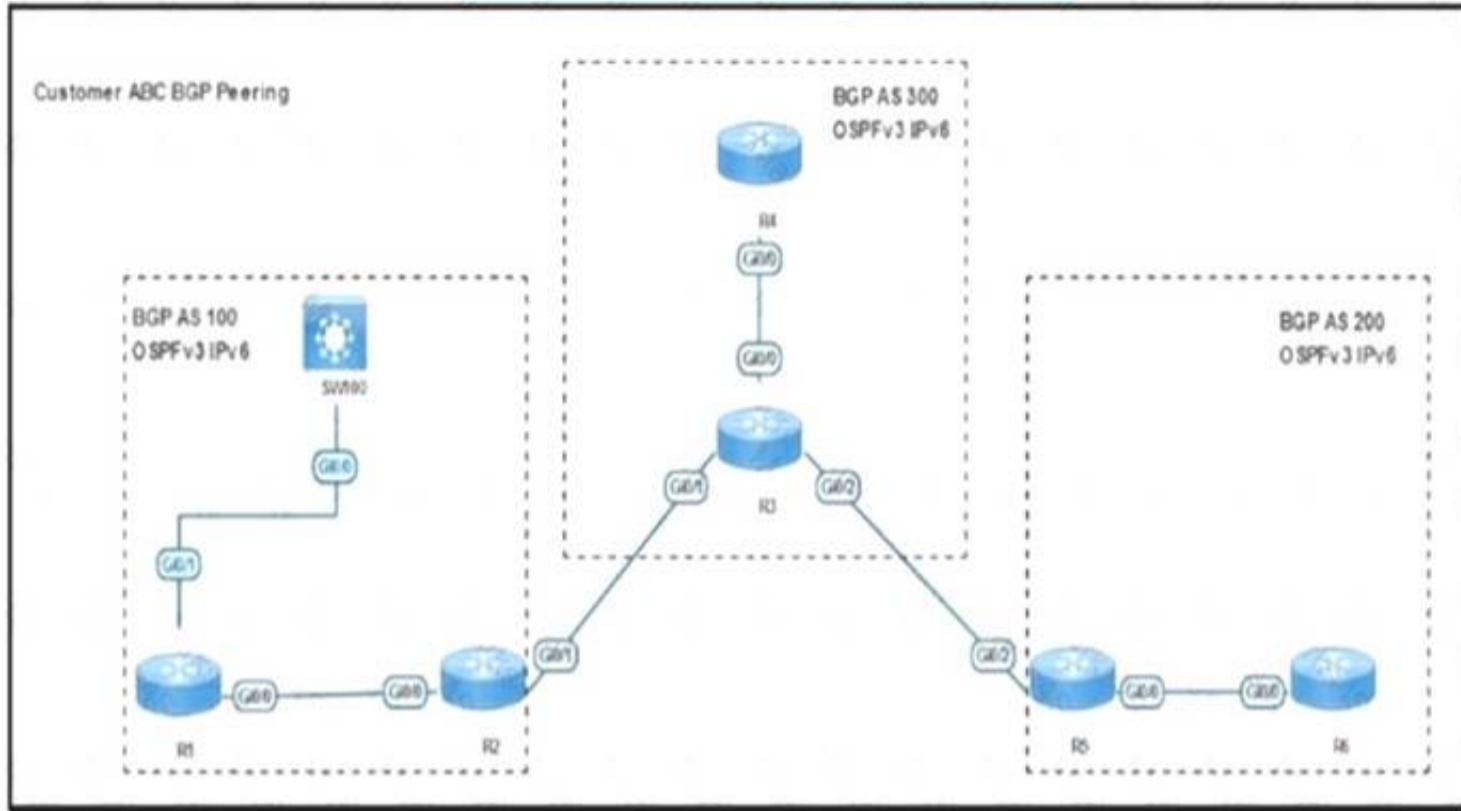 Customer ABC BGP Peering
BGP AS 300
OSPFv3 IPv6
R4
Gi0/0
Gi0/0
R3
Gi0/1
Gi0/2
BGP AS 100
OSPFv3 IPv6
SW100
Gi0/0
Gi0/1
R1
Gi0/0
Gi0/0
R2
Gi0/1
BGP AS 200
OSPFv3 IPv6
Gi0/2
R5
Gi0/0
Gi0/0
R6